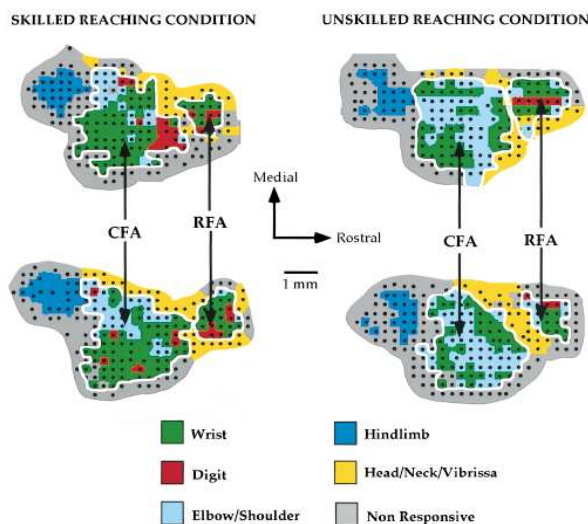 SKILLED REACHING CONDITION
UNSKILLED REACHING CONDITION
Medial
Rostral
CFA
RFA
CFA
RFA
1 mm
Wrist
Hindlimb
Digit
Head/Neck/Vibrissa
Elbow/Shoulder
Non Responsive